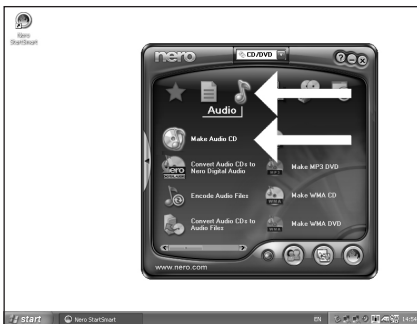 Nero
StartSmart
nero
CD/DVD
Audio
Make Audio CD
Convert Audio CDs to
Nero Digital Audio
Make MP3 DVD
Encode Audio Files
Make WMA CD
Convert Audio CDs to
Audio Files
Make WMA DVD
www.nero.com
start
Nero StartSmart
EN
14:54